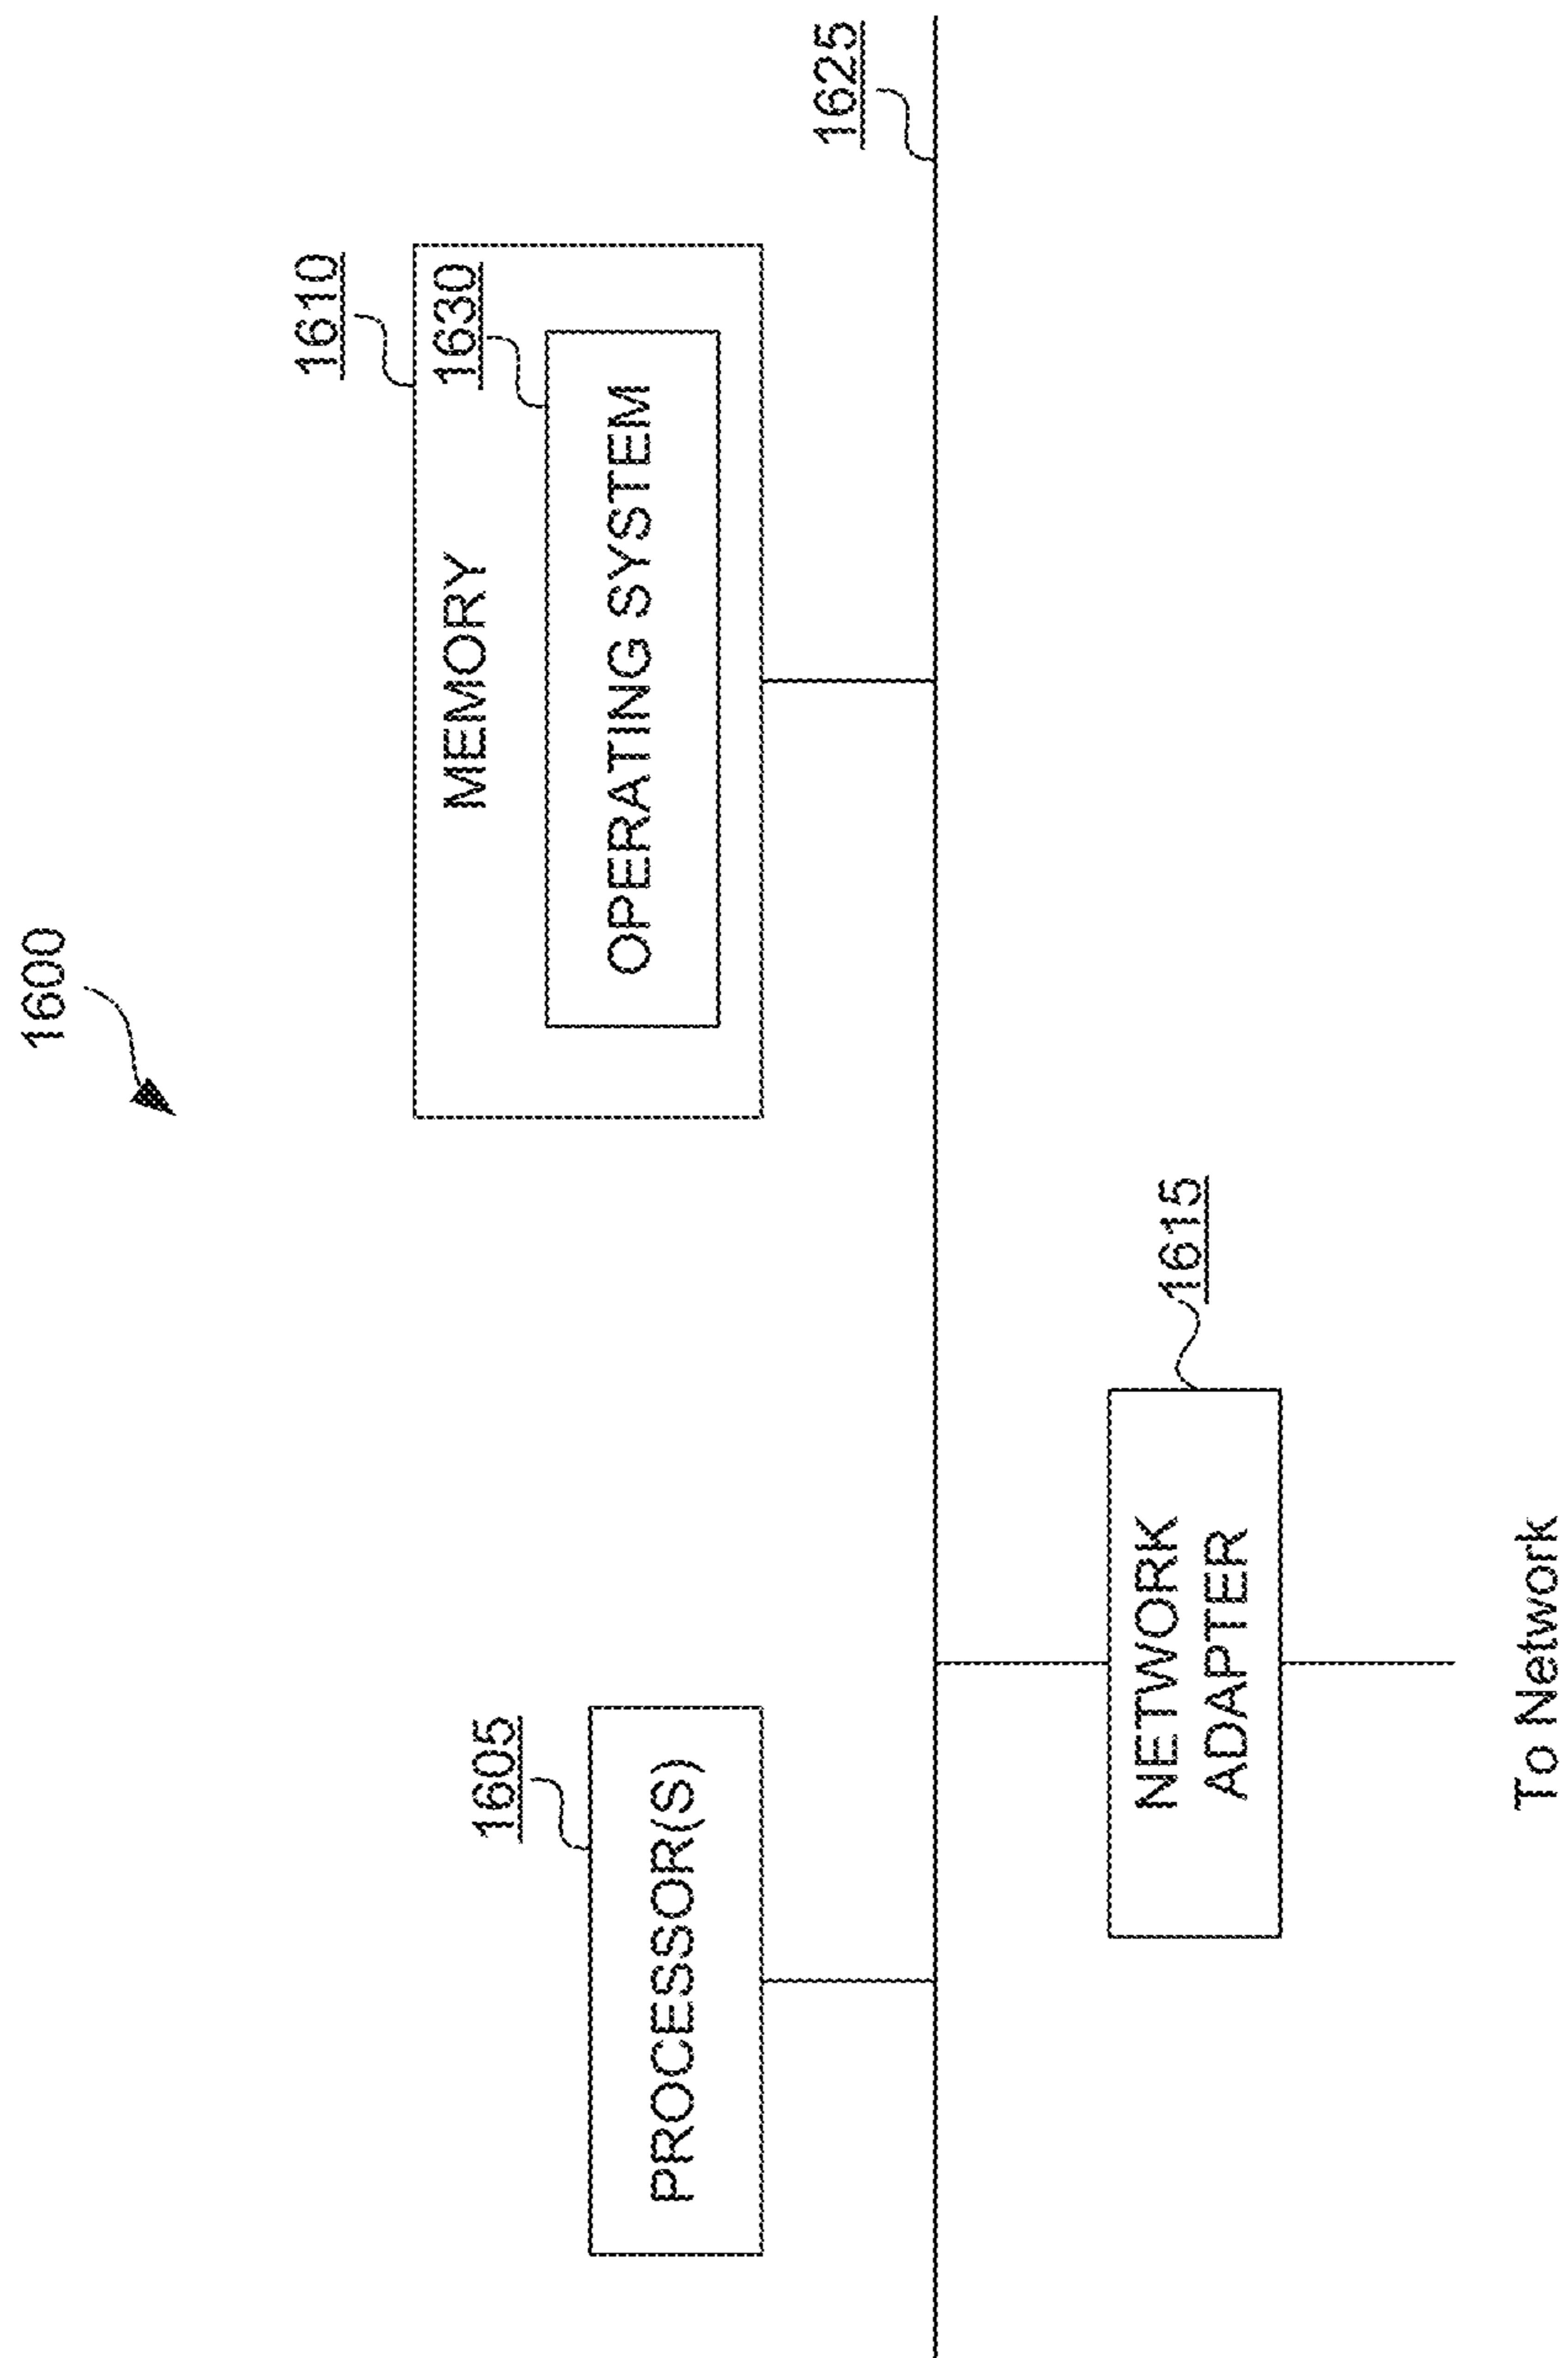 1600
1610
MEMORY
1630
OPERATING SYSTEM
1605
PROCESSOR(S)
1625
1615
NETWORK
ADAPTER
To Network